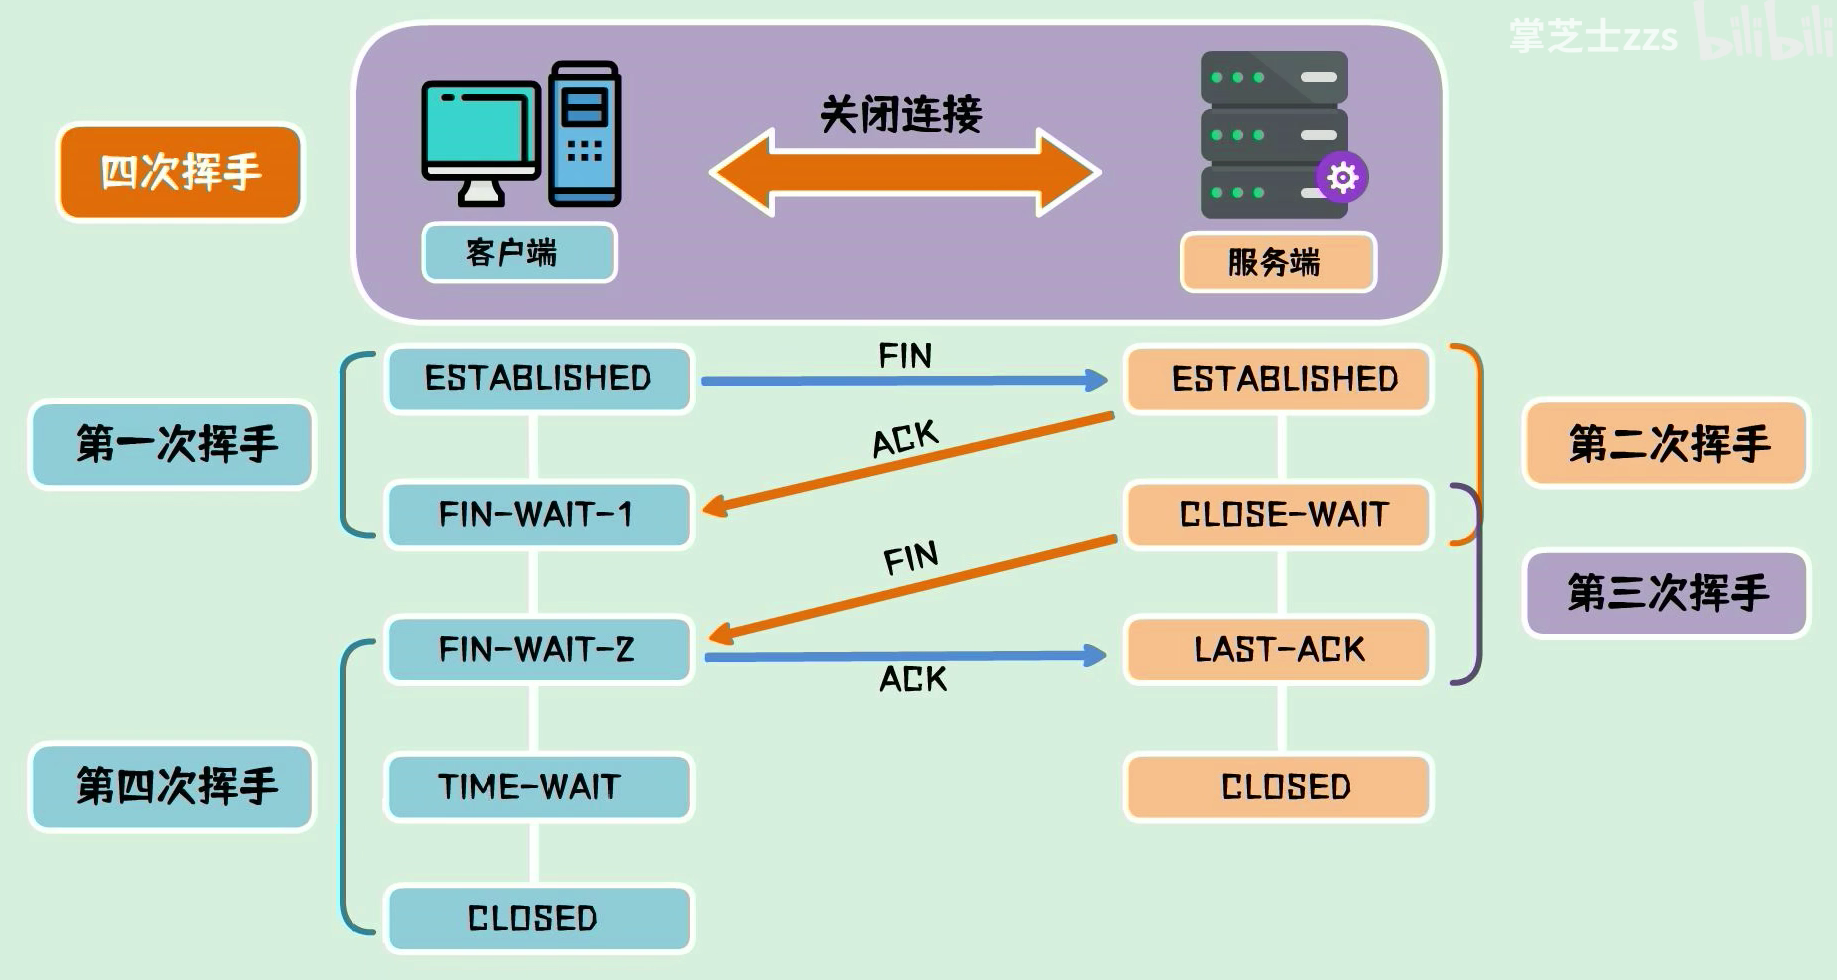 掌芝士zzs bilibili
四次挥手
关闭连接
客户端
服务端
ESTABLISHED
FIN
ESTABLISHED
第一次挥手
ACK
第二次挥手
FIN-WAIT-1
CLOSE-WAIT
FIN
第三次挥手
FIN-WAIT-2
ACK
LAST-ACK
第四次挥手
TIME-WAIT
CLOSED
CLOSED